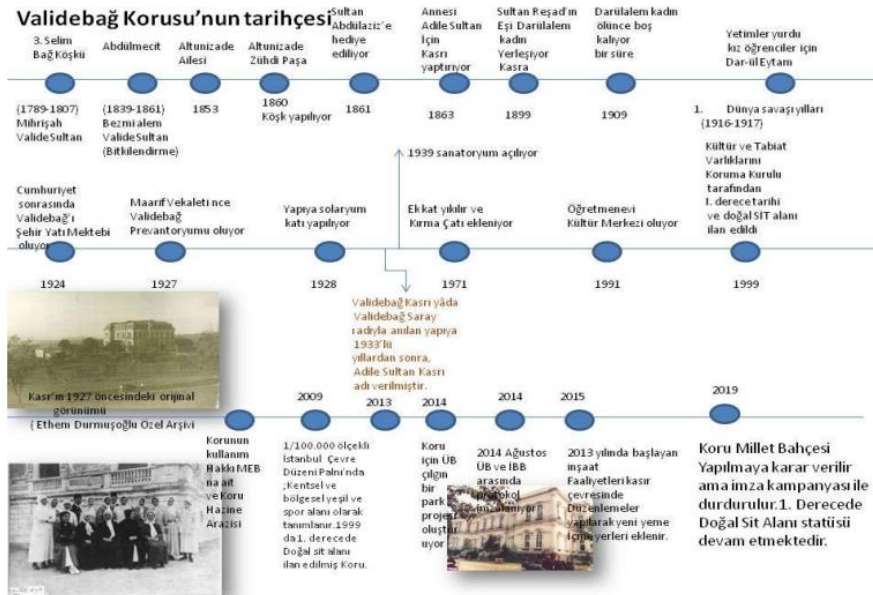 Validebağ Korusu’nun tarihçesi
3. Selim
Bağ Köşkü
Abdülmecit
Altunizade
Ailesi
Altunizade
Zühdi Paşa
Sultan
Abdülaziz’e
hediye
ediliyor
Annesi
Adile Sultan
İçin
Kasrı
yaptırıyor
Sultan Reşad’ın
Eşi Darülalem
kadın
Yerleşiyor
Kasra
Darülalem kadın
ölünce boş
kalıyor
bir süre
Yetimler yurdu
kız öğrenciler için
Dar-ül Eytam
(1789-1807)
Mihrişah
Valide Sultan
(1839-1861)
Bezmi alem
Valide Sultan
(Bitkilendirme)
1853
1860
Köşk yapılıyor
1861
1863
1899
1909
1. Dünya savaşı yılları
(1916-1917)
1939 sanatoryum açılıyor
Cumhuriyet
sonrasında
Validebağ’ı
Şehir Yatı Mektebi
oluyor
Maarif Vekaleti nce
Validebağ
Prevantoryumu oluyor
Yapıya solaryum
katı yapılıyor
Ek kat yıkılır ve
Kırma Çatı ekleniyor
Öğretmenevi
Kültür Merkezi oluyor
Kültür ve Tabiat
Varlıklarını
Koruma Kurulu
tarafından
I. derece tarihi
ve doğal SİT alanı
ilan edildi
1924
1927
1928
1971
1991
1999
Validebağ Kasrı yâda
Validebağ Saray
ı adıyla anılan yapıya
1933’lü
yıllardan sonra,
Adile Sultan Kasrı
adı verilmiştir.
Kasr’ın 1927 öncesindeki orijinal
görünümü
( Ethem Durmuşoğlu Özel Arşivi
Korunun
kullanım
Hakkı MEB
na ait
ve Koru
Hazine
Arazisi
2009
1/100.000 ölçekli
İstanbul Çevre
Düzeni Palnı’nda
;Kentsel ve
bölgesel yeşil ve
spor alanı olarak
tanımlanır.1999
da 1. derecede
Doğal sit alanı
ilan edilmiş Koru.
2013
2014
Koru
için ÜB
çılgın
bir
park
projesi
oluştur
uyor
2014
2014 Ağustos
ÜB ve İBB
arasında
protokol
imzalanıyor
2015
2013 yılında başlayan
inşaat
Faaliyetleri kasır
çevresinde
Düzenlemeler
yapılarak yeni yeme
içme yerleri eklenir.
2019
Koru Millet Bahçesi
Yapılmaya karar verilir
ama imza kampanyası ile
durdurulur.1. Derecede
Doğal Sit Alanı statüsü
devam etmektedir.